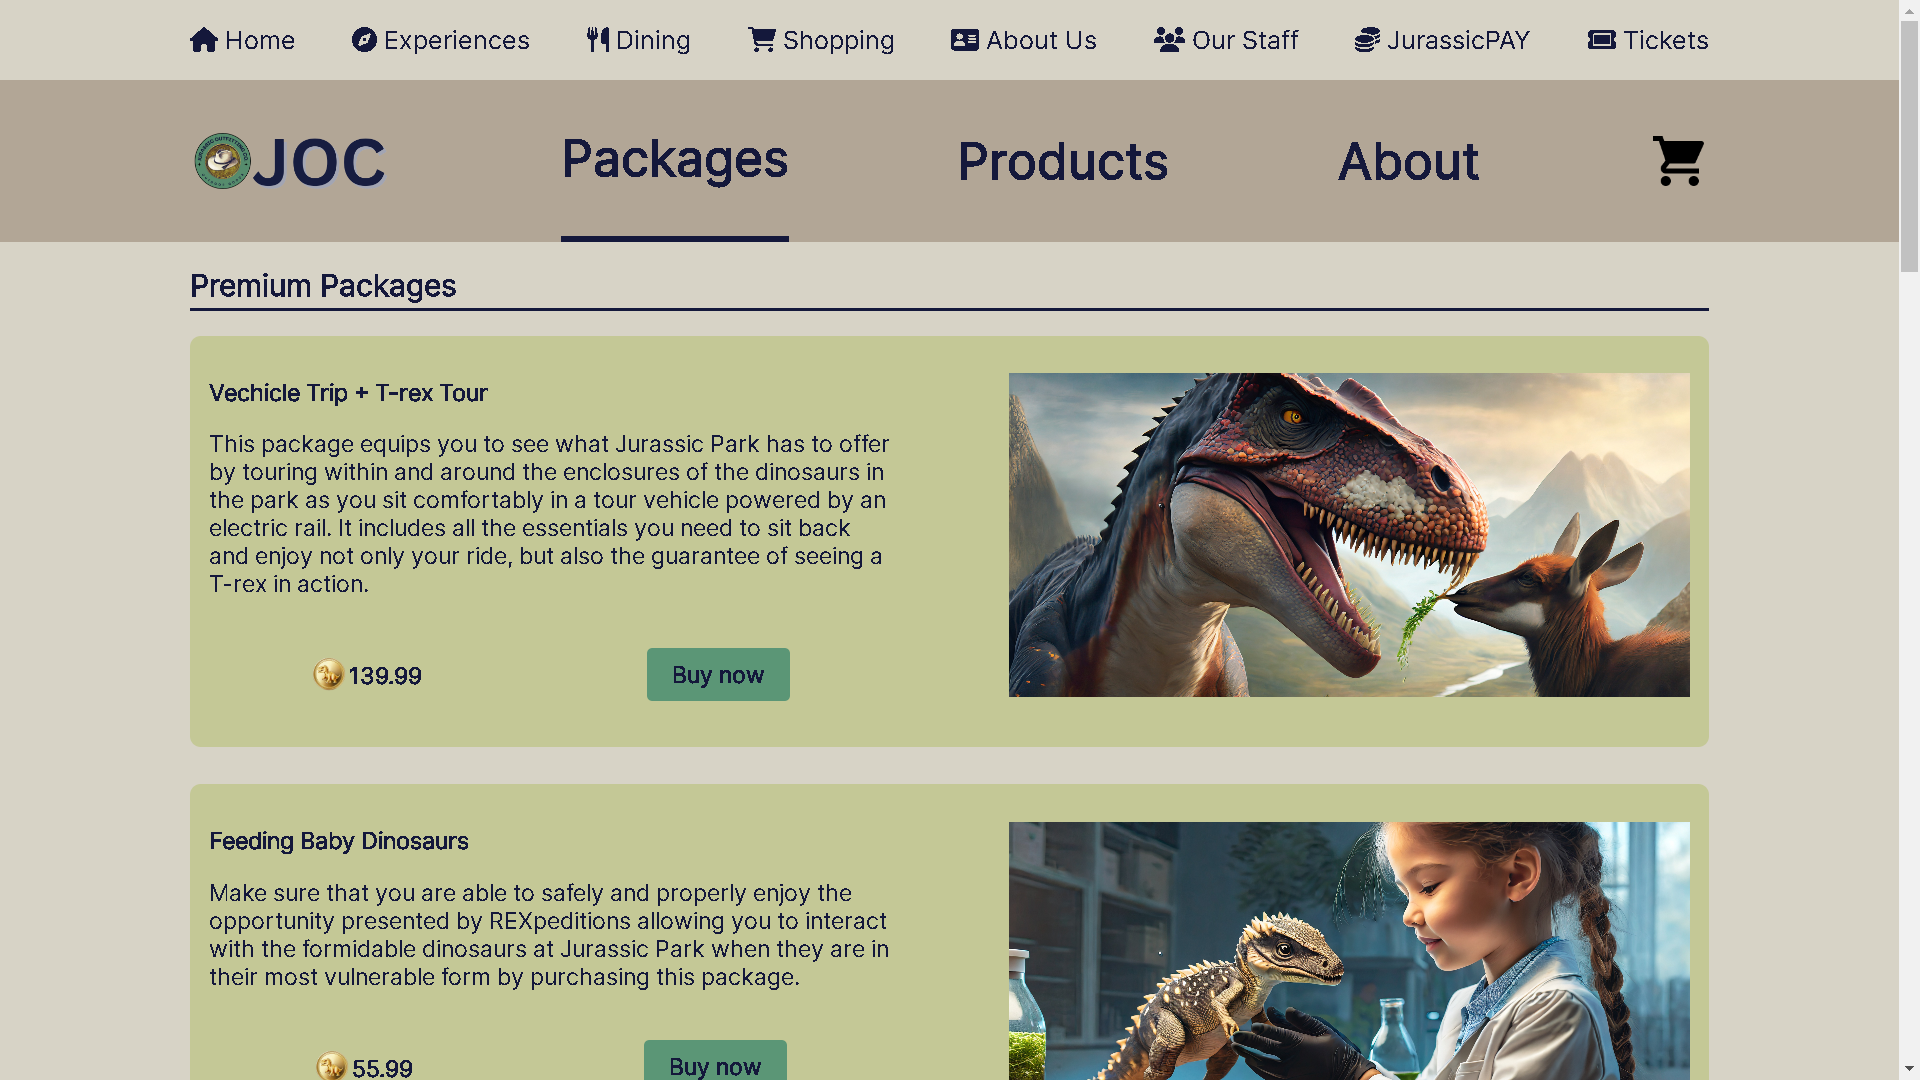 Home Experiences Dining Shopping About Us Our Staff JurassicPAY Tickets
JOC Packages Products About
Premium Packages
Vechicle Trip + T-rex Tour
This package equips you to see what Jurassic Park has to offer
by touring within and around the enclosures of the dinosaurs in
the park as you sit comfortably in a tour vehicle powered by an
electric rail. It includes all the essentials you need to sit back
and enjoy not only your ride, but also the guarantee of seeing a
T-rex in action.
139.99 Buy now
Feeding Baby Dinosaurs
Make sure that you are able to safely and properly enjoy the
opportunity presented by REXpeditions allowing you to interact
with the formidable dinosaurs at Jurassic Park when they are in
their most vulnerable form by purchasing this package.
55.99 Buy now